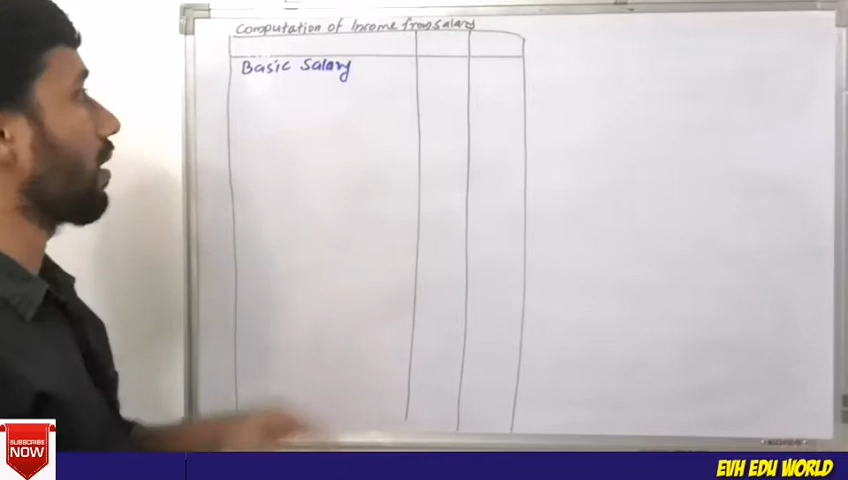 Computation of Income from Salary
Basic Salary
SUBSCRIBE
NOW
EVH EDU WORLD